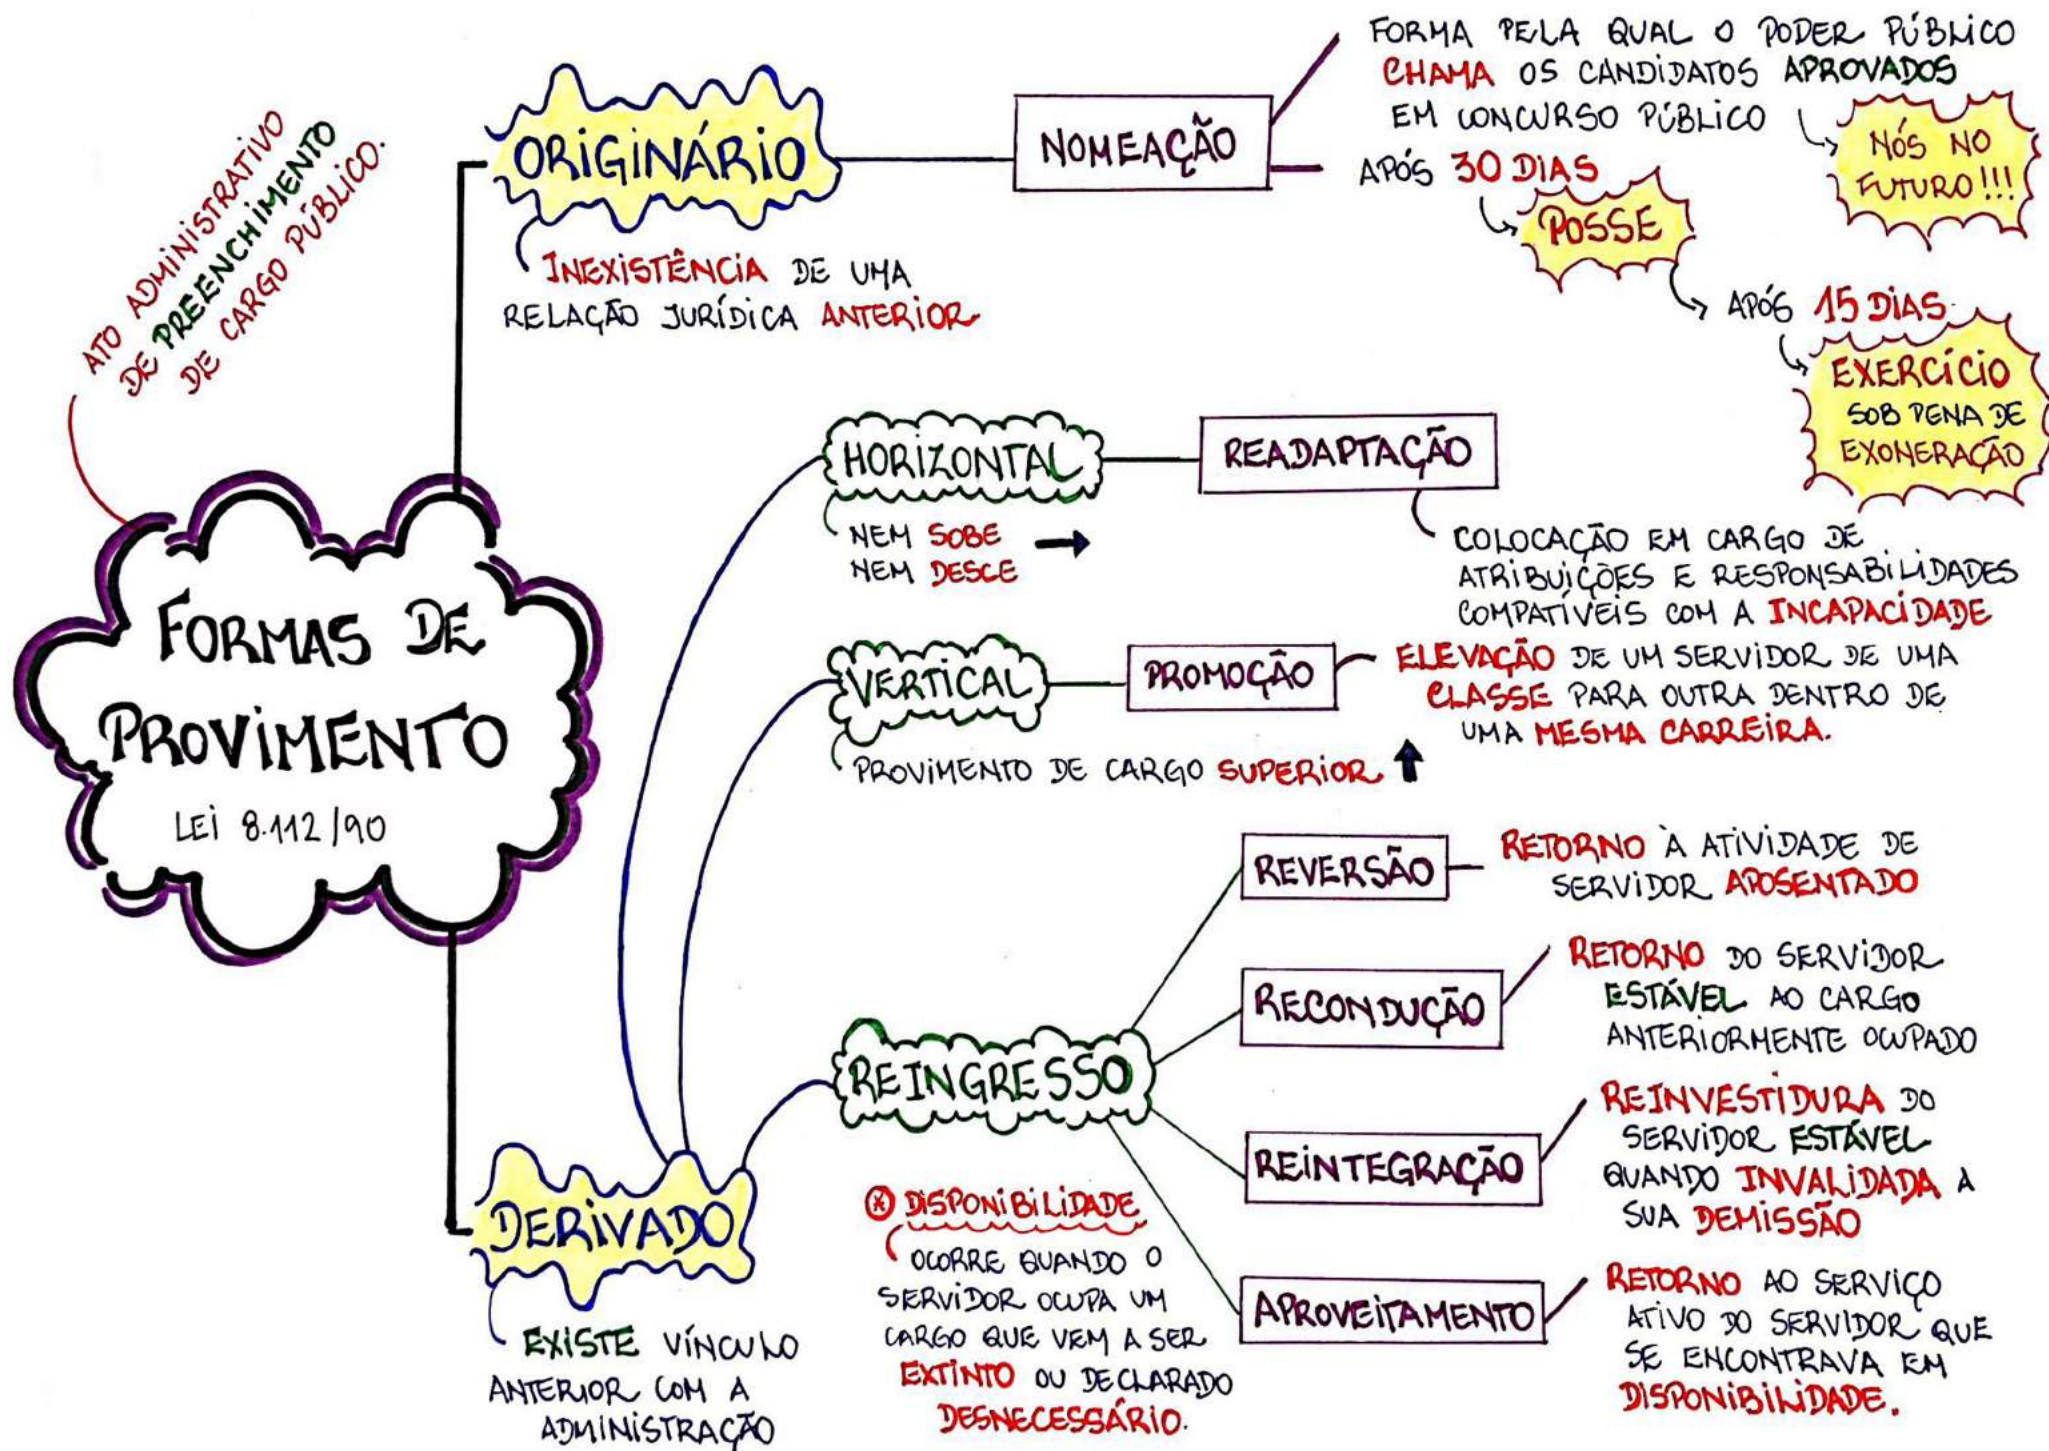 ATO ADMINISTRATIVO
DE PREENCHIMENTO
DE CARGO PÚBLICO.
FORMAS DE
PROVIMENTO
LEI 8.112/90
ORIGINÁRIO
INEXISTÊNCIA DE UMA
RELAÇÃO JURÍDICA ANTERIOR
NOMEAÇÃO
FORMA PELA QUAL O PODER PÚBLICO
CHAMA OS CANDIDATOS APROVADOS
EM CONCURSO PÚBLICO
NÓS NO
FUTURO!!!
APÓS 30 DIAS
POSSE
APÓS 15 DIAS
EXERCÍCIO
SOB PENA DE
EXONERAÇÃO
HORIZONTAL
NEM SOBE
NEM DESCE
READAPTAÇÃO
COLOCAÇÃO EM CARGO DE
ATRIBUIÇÕES E RESPONSABILIDADES
COMPATÍVEIS COM A INCAPACIDADE
VERTICAL
PROVIMENTO DE CARGO SUPERIOR
PROMOÇÃO
ELEVAÇÃO DE UM SERVIDOR DE UMA
CLASSE PARA OUTRA DENTRO DE
UMA MESMA CARREIRA.
DERIVADO
EXISTE VÍNCULO
ANTERIOR COM A
ADMINISTRAÇÃO
REINGRESSO
REVERSÃO
RETORNO À ATIVIDADE DE
SERVIDOR APOSENTADO
RECONDUÇÃO
RETORNO DO SERVIDOR
ESTÁVEL AO CARGO
ANTERIORMENTE OCUPADO
REINTEGRAÇÃO
REINVESTIDURA DO
SERVIDOR ESTÁVEL
QUANDO INVALIDADA A
SUA DEMISSÃO
APROVEITAMENTO
RETORNO AO SERVIÇO
ATIVO DO SERVIDOR QUE
SE ENCONTRAVA EM
DISPONIBILIDADE.
* DISPONIBILIDADE
OCORRE QUANDO O
SERVIDOR OCUPA UM
CARGO QUE VEM A SER
EXTINTO OU DECLARADO
DESNECESSÁRIO.